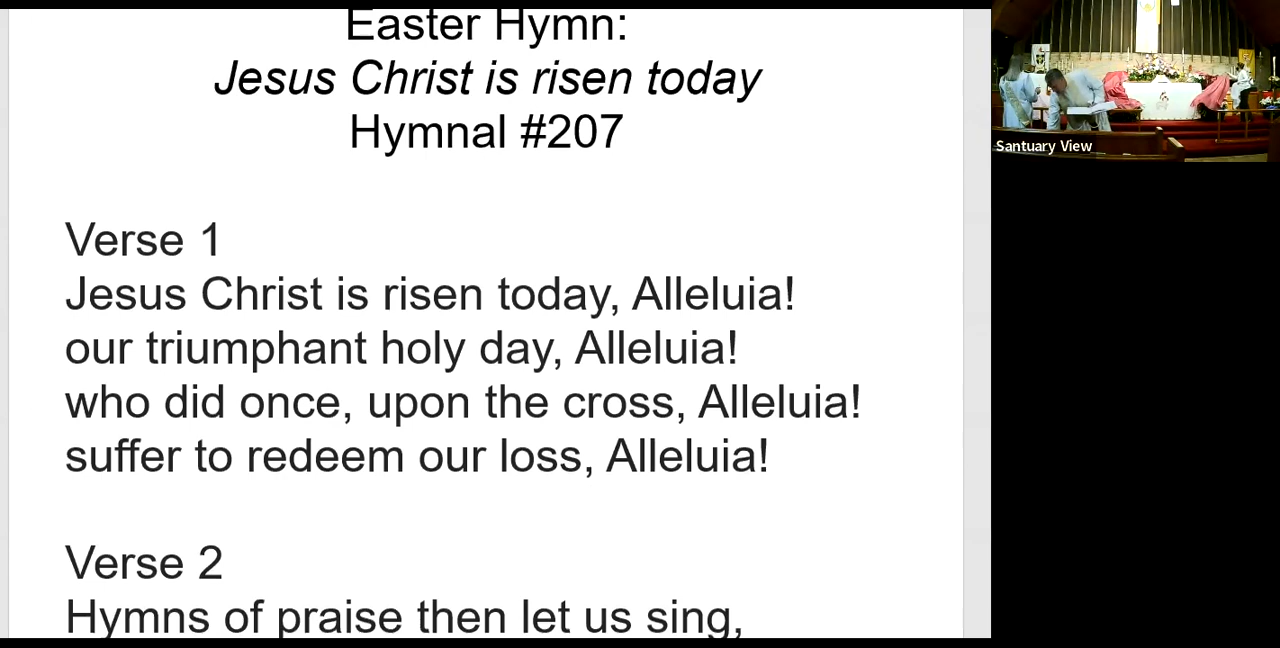 Easter Hymn:
Jesus Christ is risen today
Hymnal #207
Verse 1
Jesus Christ is risen today, Alleluia!
our triumphant holy day, Alleluia!
who did once, upon the cross, Alleluia!
suffer to redeem our loss, Alleluia!
Verse 2
Hymns of praise then let us sing,
Santuary View